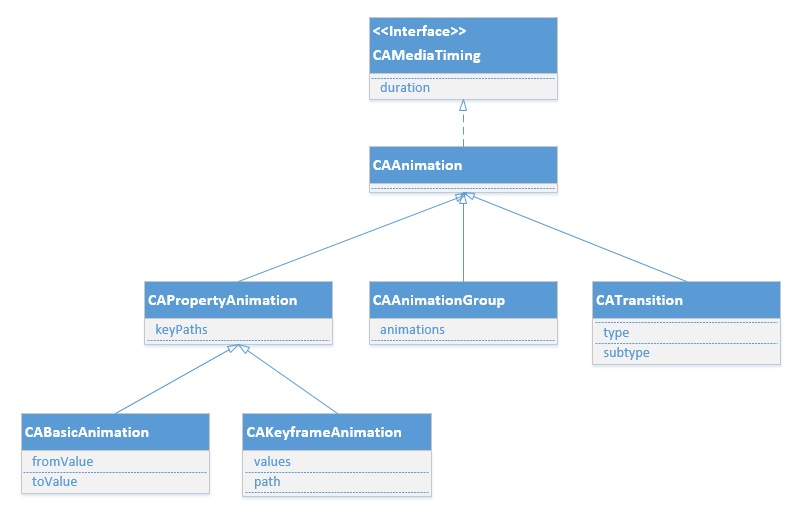 <<Interface>>
CAMediaTiming
duration
CAAnimation
CAPropertyAnimation
keyPaths
CAAnimationGroup
animations
CATransition
type
subtype
CABasicAnimation
fromValue
toValue
CAKeyframeAnimation
values
path